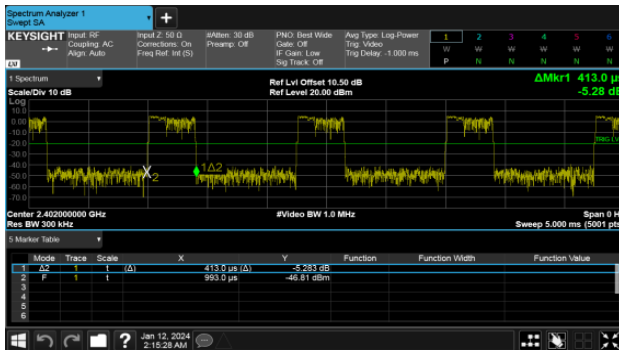 Spectrum Analyzer 1
Swept SA
KEYSIGHT
Input: RF
Coupling: AC
Align: Auto
Input Z: 50 Ω
Corrections: On
Freq Ref: Int (S)
#Atten: 30 dB
Preamp: Off
PNO: Best Wide
Gate: Off
IF Gain: Low
Sig Track: Off
Avg Type: Log-Power
Trig: Video
Trig Delay: -1.000 ms
1 2 3 4 5 6
W W W W W W
P N N N N N
LXI
1 Spectrum
Scale/Div 10 dB
Ref Lvl Offset 10.50 dB
Ref Level 20.00 dBm
ΔMkr1 413.0 µs
-5.28 dB
Log
10.0
0.00
-10.0
-20.0
-30.0
-40.0
-50.0
-60.0
-70.0
TRIG LV
X2
1Δ2
Center 2.402000000 GHz
Res BW 300 kHz
#Video BW 1.0 MHz
Span 0 H
Sweep 5.000 ms (5001 pts
5 Marker Table
Mode Trace Scale X Y Function Function Width Function Value
1 Δ2 1 t (Δ) 413.0 µs (Δ) -5.283 dB
2 F 1 t 993.0 µs -46.81 dBm
3
4
5
6
?
Jan 12, 2024
2:15:28 AM